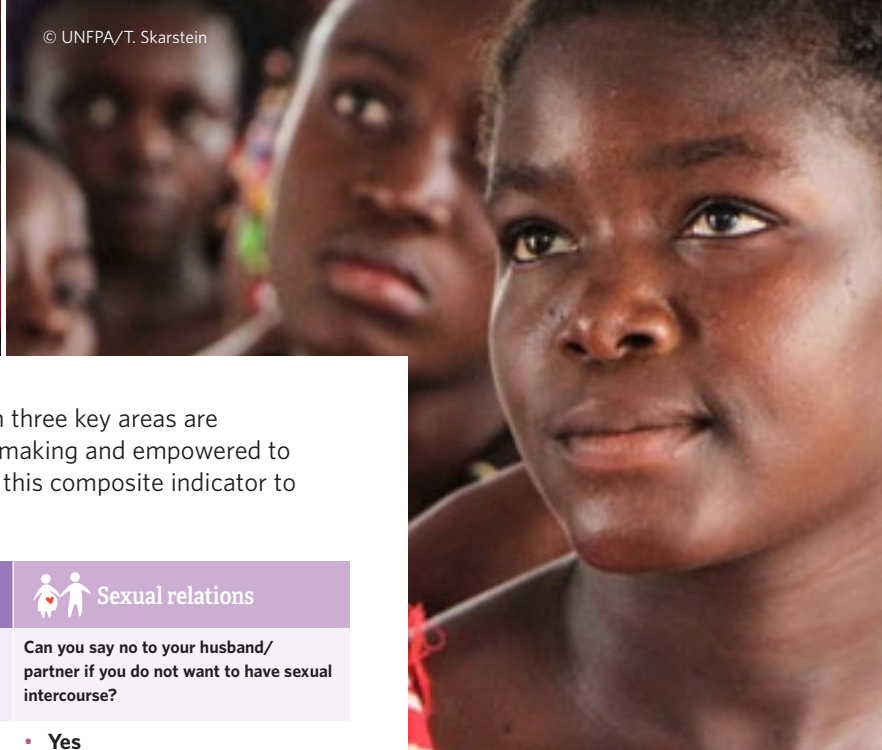 © UNFPA/T. Skarstein
three key areas are
making and empowered to
this composite indicator to
Sexual relations
Can you say no to your husband/
partner if you do not want to have sexual
intercourse?
• Yes